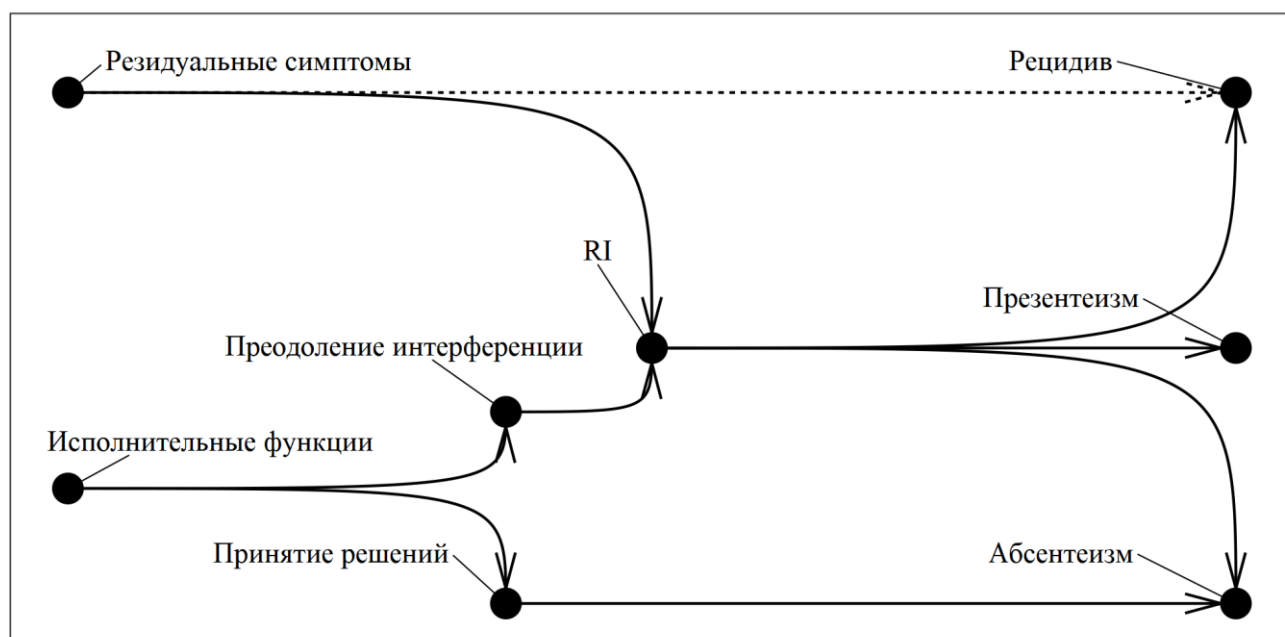 Резидуальные симптомы
Рецидив
RI
Презентеизм
Преодоление интерференции
Исполнительные функции
Принятие решений
Абсентеизм